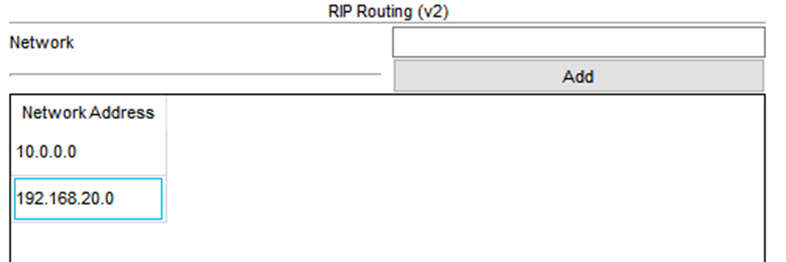 RIP Routing (v2)
Network
Add
Network Address
10.0.0.0
192.168.20.0